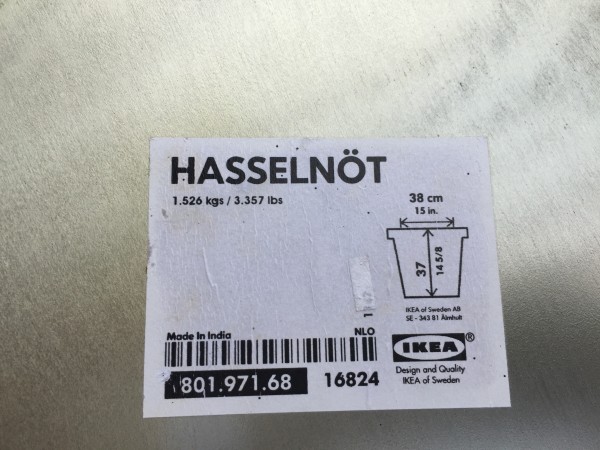 HASSELNÖT
1.526 kgs / 3.357 lbs
38 cm
15 in.
37
14 5/8
IKEA of Sweden AB
SE - 343 81 Älmhult
Made In India
NLO
801.971.68
16824
IKEA®
Design and Quality
IKEA of Sweden